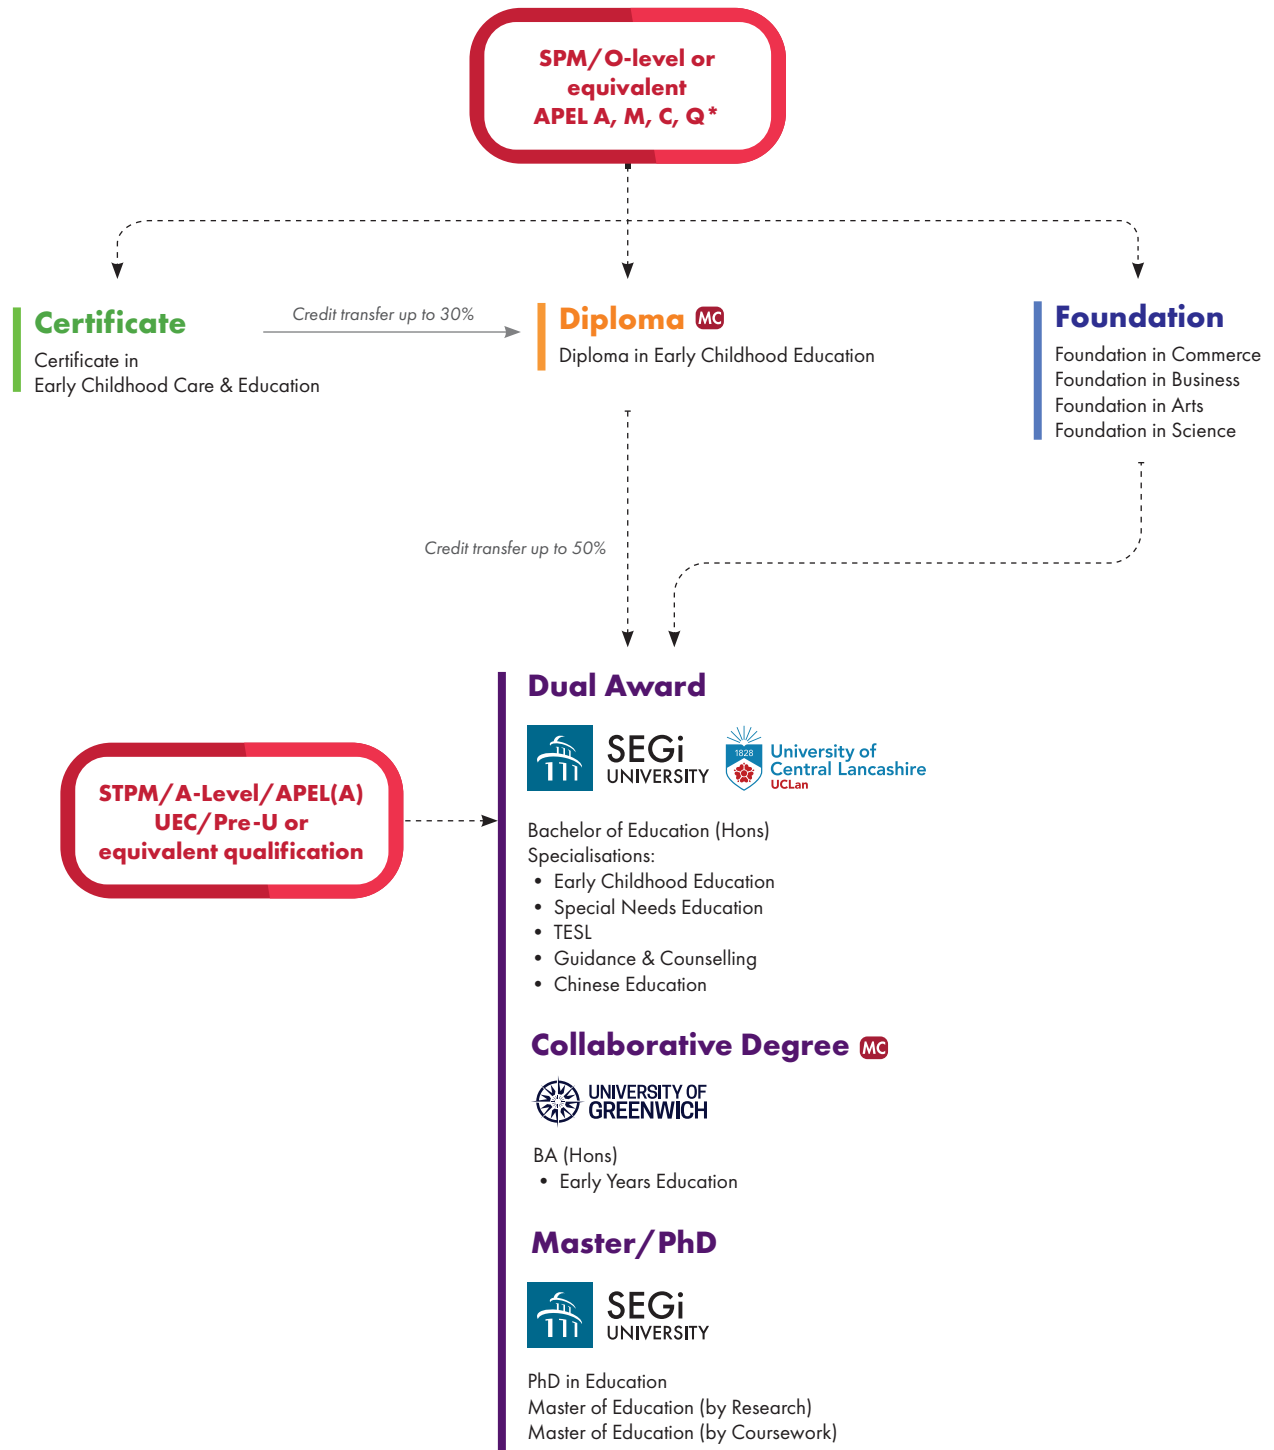 SPM/O-level or
equivalent
APEL A, M, C, Q*
Certificate
Certificate in
Early Childhood Care & Education
Credit transfer up to 30%
Diploma MC
Diploma in Early Childhood Education
Foundation
Foundation in Commerce
Foundation in Business
Foundation in Arts
Foundation in Science
Credit transfer up to 50%
STPM/A-Level/APEL(A)
UEC/Pre-U or
equivalent qualification
Dual Award
SEGi
UNIVERSITY
1828
University of
Central Lancashire
UCLan
Bachelor of Education (Hons)
Specialisations:
• Early Childhood Education
• Special Needs Education
• TESL
• Guidance & Counselling
• Chinese Education
Collaborative Degree MC
UNIVERSITY OF
GREENWICH
BA (Hons)
• Early Years Education
Master/PhD
SEGi
UNIVERSITY
PhD in Education
Master of Education (by Research)
Master of Education (by Coursework)